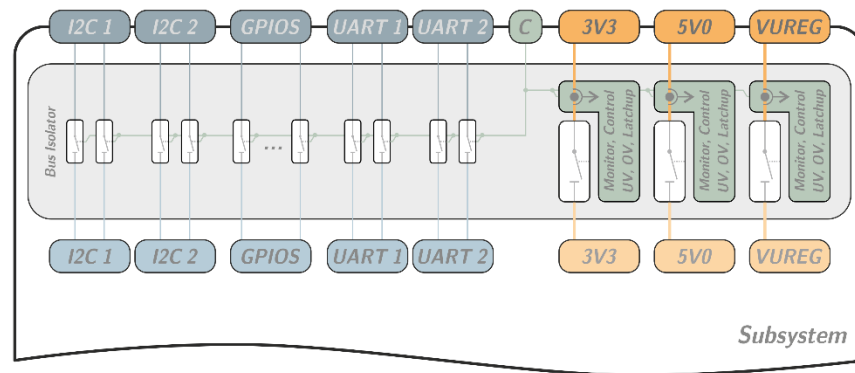 I2C 1 I2C 2 GPIOS UART 1 UART 2 C 3V3 5V0 VUREG
Bus Isolator
...
Monitor, Control
UV, OV, Latchup
Monitor, Control
UV, OV, Latchup
Monitor, Control
UV, OV, Latchup
I2C 1 I2C 2 GPIOS UART 1 UART 2 3V3 5V0 VUREG
Subsystem